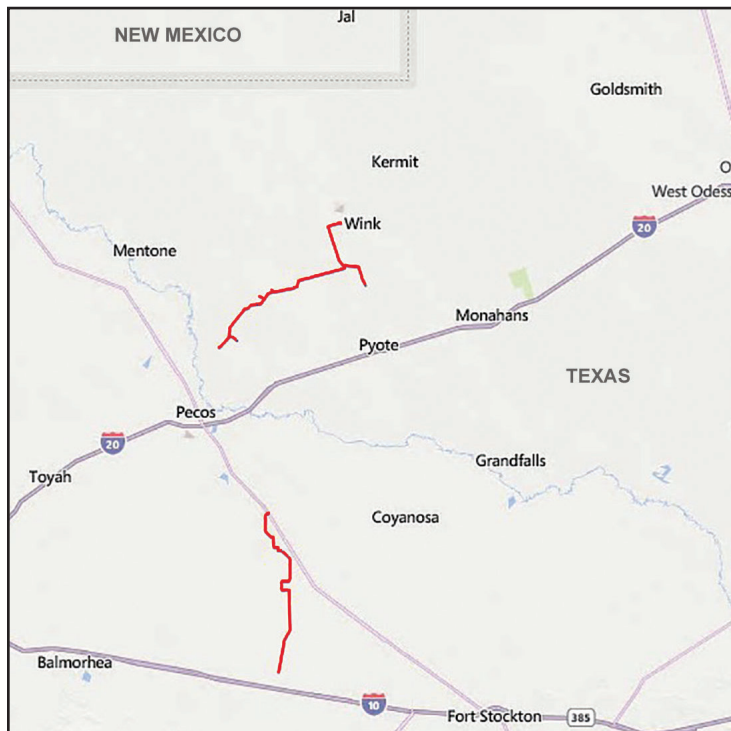 Jal
NEW MEXICO
Goldsmith
Kermit
West Odess
Wink
20
Mentone
Monahans
Pyote
TEXAS
Pecos
20
Grandfalls
Toyah
Coyanosa
Balmorhea
10
Fort Stockton
385